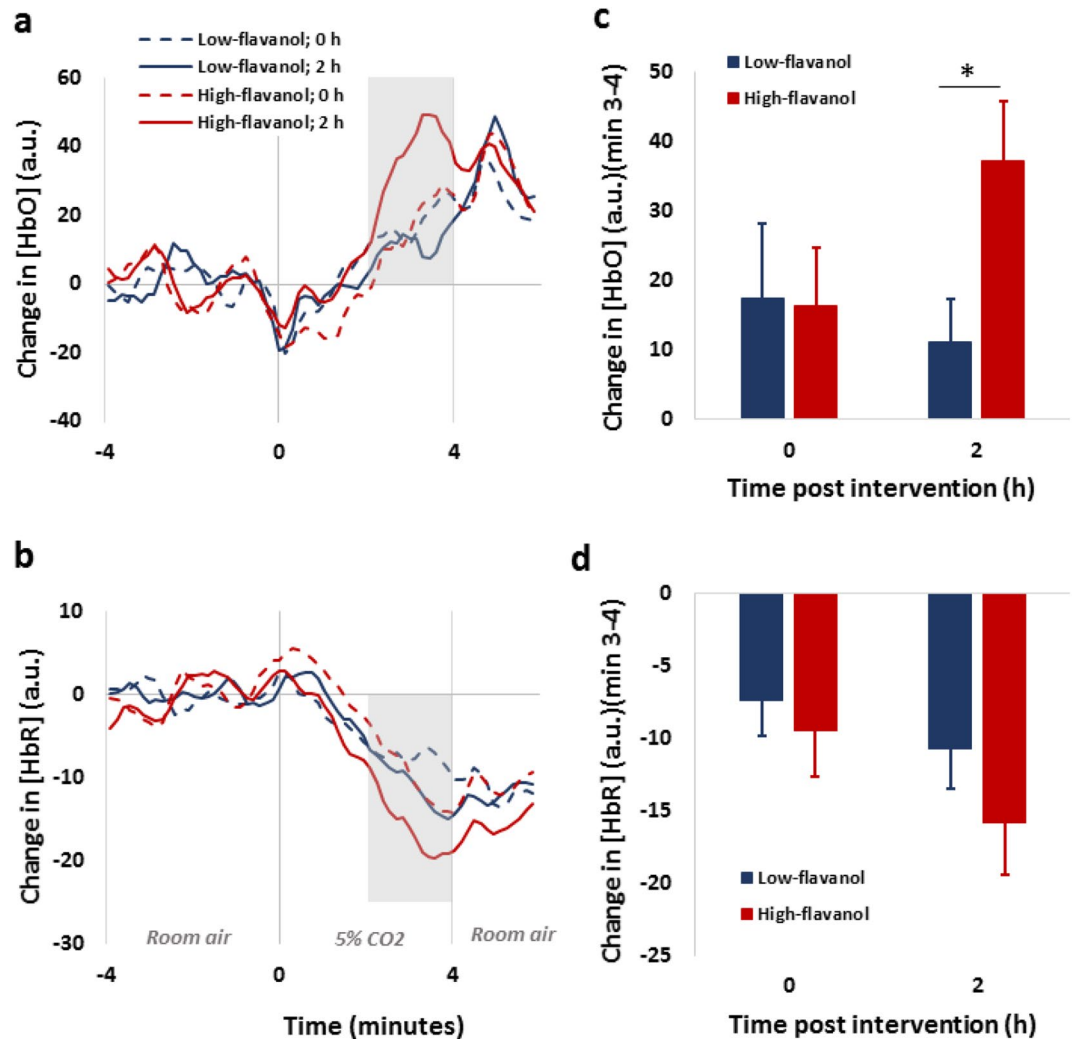 a
Low-flavanol; 0 h
Low-flavanol; 2 h
High-flavanol; 0 h
High-flavanol; 2 h
Change in [HbO] (a.u.)
60
40
20
0
-20
-40
-4
0
4
c
Low-flavanol
High-flavanol
*
Change in [HbO] (a.u.)(min 3-4)
50
40
30
20
10
0
0
2
Time post intervention (h)
b
Change in [HbR] (a.u.)
10
0
-10
-20
-30
Room air
5% CO2
Room air
-4
0
4
Time (minutes)
d
Change in [HbR] (a.u.)(min 3-4)
0
-5
-10
-15
-20
-25
Low-flavanol
High-flavanol
0
2
Time post intervention (h)